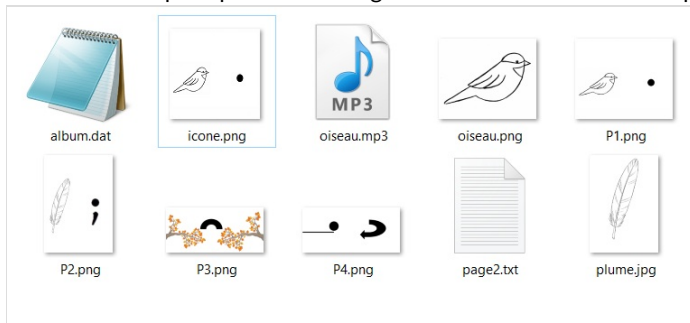 album.dat
icone.png
MP3
oiseau.mp3
oiseau.png
P1.png
P2.png
P3.png
P4.png
page2.txt
plume.jpg